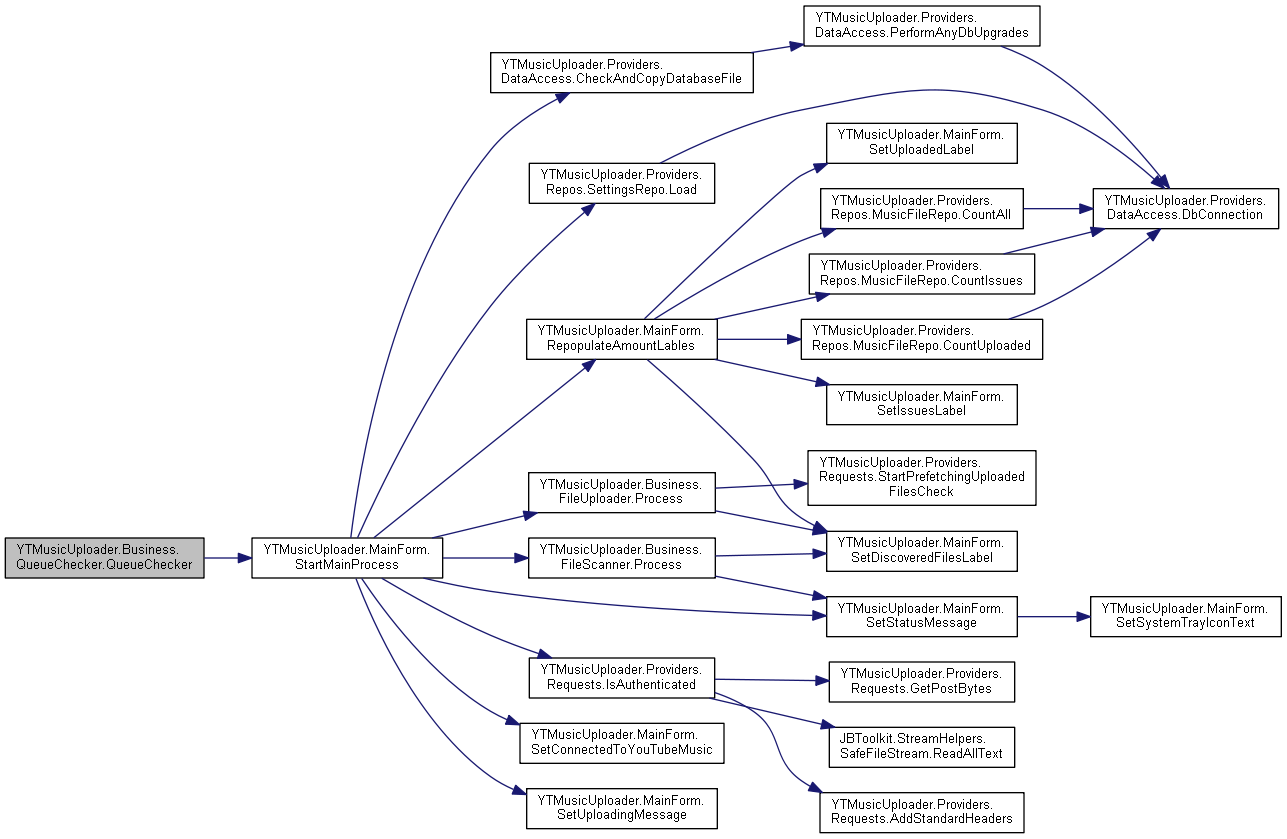 YTMusicUploader.Business.
QueueChecker.QueueChecker
YTMusicUploader.MainForm.
StartMainProcess
YTMusicUploader.Providers.
DataAccess.CheckAndCopyDatabaseFile
YTMusicUploader.Providers.
Repos.SettingsRepo.Load
YTMusicUploader.MainForm.
RepopulateAmountLables
YTMusicUploader.Business.
FileUploader.Process
YTMusicUploader.Business.
FileScanner.Process
YTMusicUploader.Providers.
Requests.IsAuthenticated
YTMusicUploader.MainForm.
SetConnectedToYouTubeMusic
YTMusicUploader.MainForm.
SetUploadingMessage
YTMusicUploader.Providers.
DataAccess.PerformAnyDbUpgrades
YTMusicUploader.MainForm.
SetUploadedLabel
YTMusicUploader.Providers.
Repos.MusicFileRepo.CountAll
YTMusicUploader.Providers.
Repos.MusicFileRepo.CountIssues
YTMusicUploader.Providers.
Repos.MusicFileRepo.CountUploaded
YTMusicUploader.MainForm.
SetIssuesLabel
YTMusicUploader.Providers.
Requests.StartPrefetchingUploaded
FilesCheck
YTMusicUploader.MainForm.
SetDiscoveredFilesLabel
YTMusicUploader.MainForm.
SetStatusMessage
YTMusicUploader.Providers.
Requests.GetPostBytes
JBToolkit.StreamHelpers.
SafeFileStream.ReadAllText
YTMusicUploader.Providers.
Requests.AddStandardHeaders
YTMusicUploader.Providers.
DataAccess.DbConnection
YTMusicUploader.MainForm.
SetSystemTrayIconText